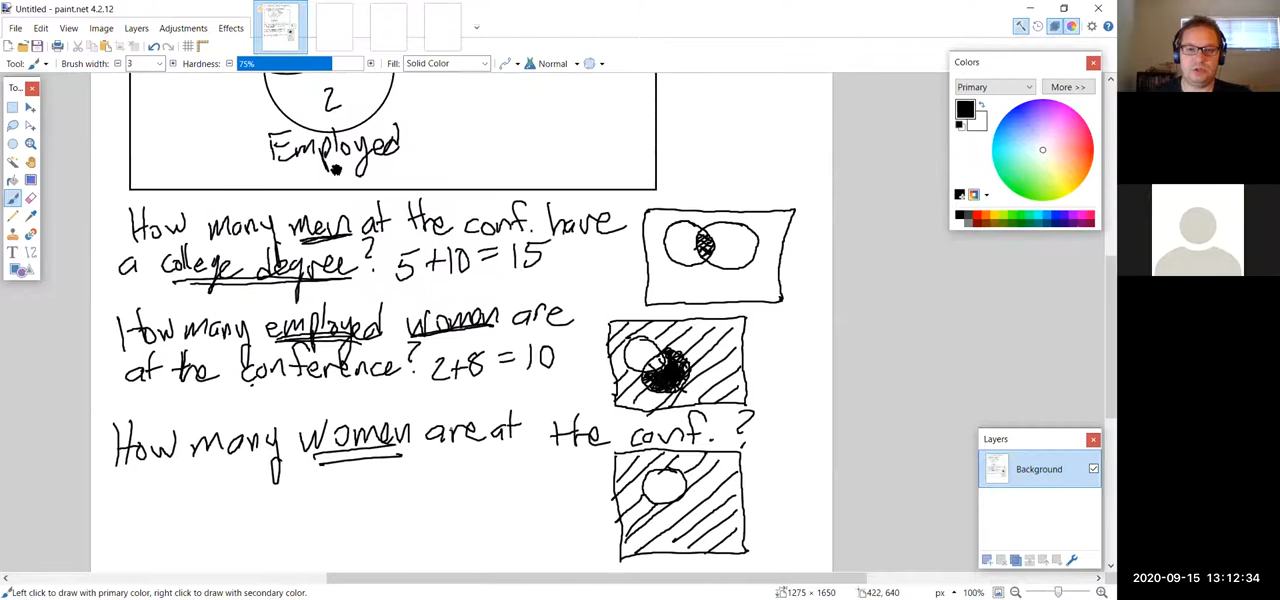 Untitled - paint.net 4.2.12
File Edit View Image Layers Adjustments Effects
Tool: Brush width: 3 Hardness: 75% Fill: Solid Color Normal
To...
Colors
Primary More >>
2
Employed
How many men at the conf. have
a college degree? 5+10=15
How many employed women are
at the conference? 2+8=10
How many women are at the conf.?
Layers
Background
Left click to draw with primary color, right click to draw with secondary color. 1275 × 1650 422, 640 px 100%
2020-09-15 13:12:34